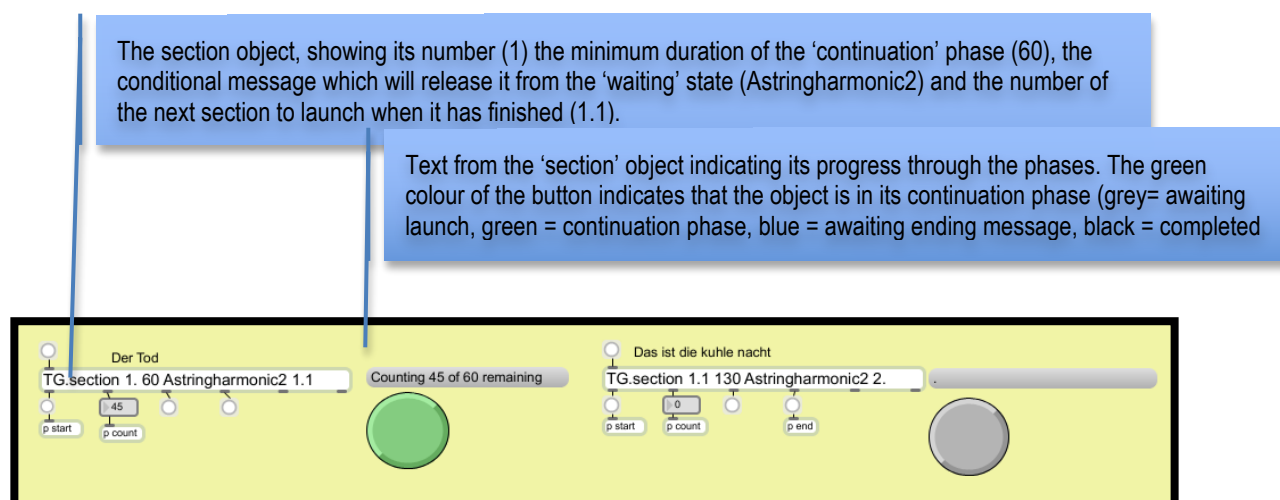 The section object, showing its number (1) the minimum duration of the ‘continuation’ phase (60), the
conditional message which will release it from the ‘waiting’ state (Astringharmonic2) and the number of
the next section to launch when it has finished (1.1).
Text from the ‘section’ object indicating its progress through the phases. The green
colour of the button indicates that the object is in its continuation phase (grey= awaiting
launch, green = continuation phase, blue = awaiting ending message, black = completed
Der Tod
TG.section 1. 60 Astringharmonic2 1.1
Counting 45 of 60 remaining
45
p start
p count
Das ist die kuhle nacht
TG.section 1.1 130 Astringharmonic2 2.
.
0
p start
p count
p end